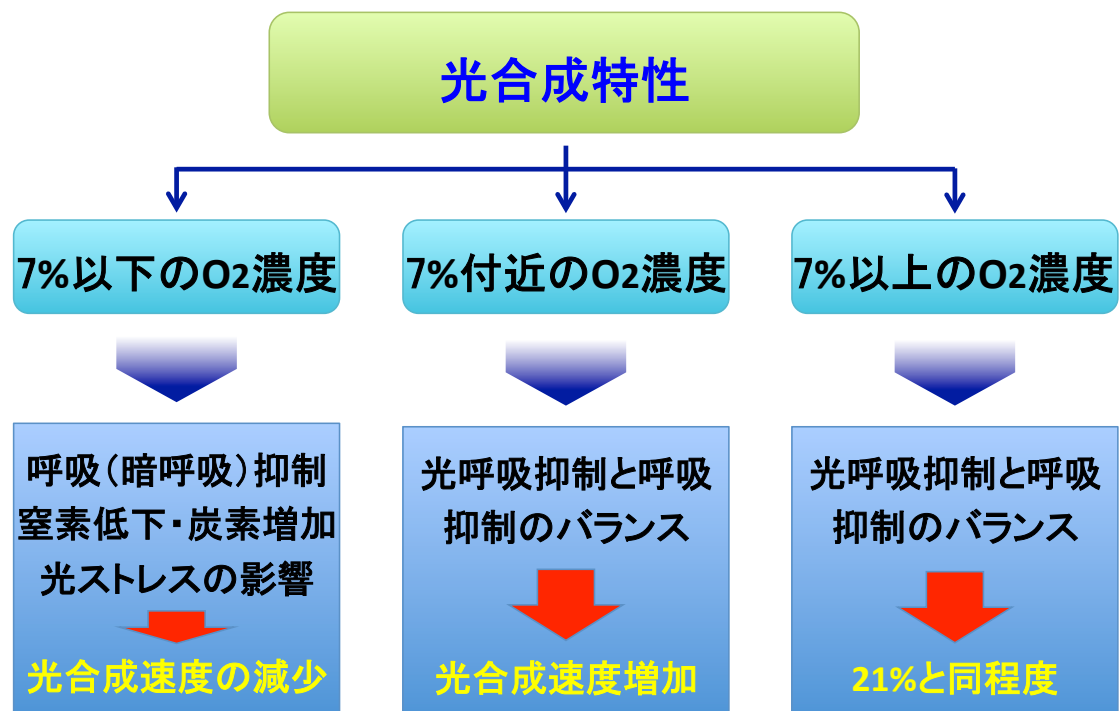 光合成特性
7%以下のO2濃度
7%付近のO2濃度
7%以上のO2濃度
呼吸(暗呼吸)抑制
窒素低下・炭素増加
光ストレスの影響
光合成速度の減少
光呼吸抑制と呼吸
抑制のバランス
光合成速度増加
光呼吸抑制と呼吸
抑制のバランス
21%と同程度